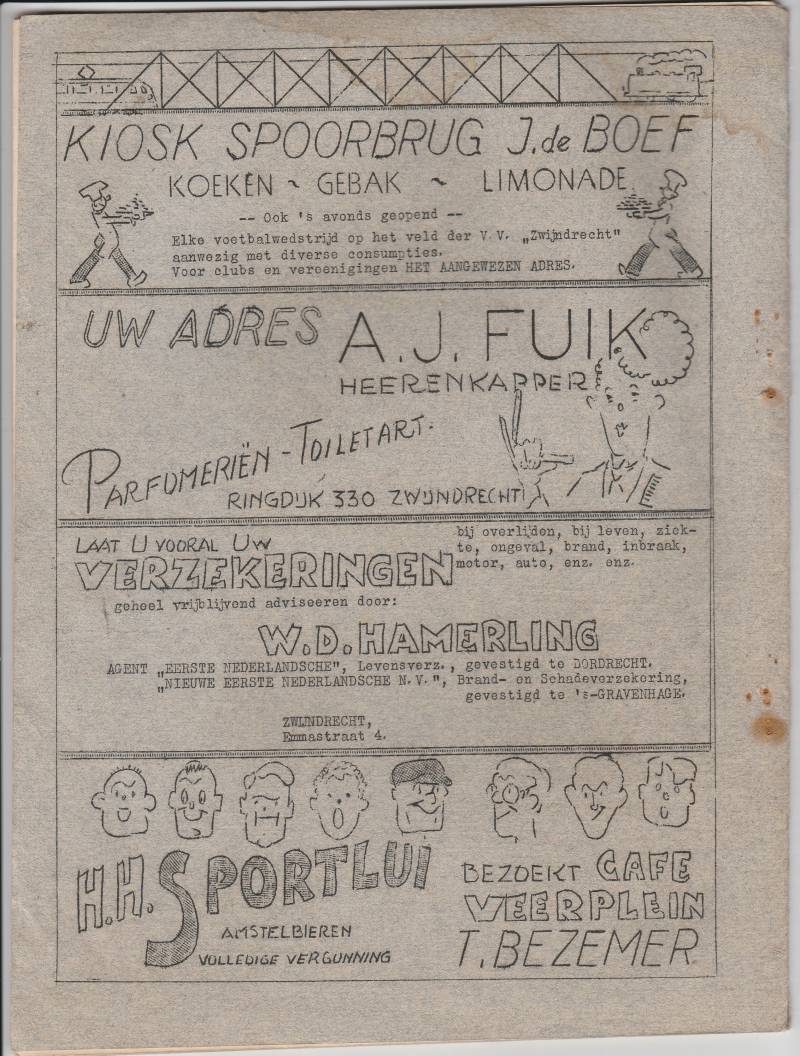 KIOSK SPOORBRUG J. de BOEF
KOEKEN ~ GEBAK ~ LIMONADE
-- Ook 's avonds geopend --
Elke voetbalwedstrijd op het veld der V.V. „Zwijndrecht"
aanwezig met diverse consumpties.
Voor clubs en vereenigingen HET AANGEWEZEN ADRES.
UW ADRES A.J. FUIK
HEERENKAPPER
PARFUMERIËN - TOILETART.
RINGDIJK 330 ZWIJNDRECHT
LAAT U VOORAL UW
VERZEKERINGEN
bij overlijden, bij leven, ziek-
te, ongeval, brand, inbraak,
motor, auto, enz. enz.
geheel vrijblijvend adviseeren door:
W.D. HAMERLING
AGENT „EERSTE NEDERLANDSCHE", Levensverz., gevestigd te DORDRECHT.
„NIEUWE EERSTE NEDERLANDSCHE N.V.", Brand- en Schadeverzekering,
gevestigd te 's-GRAVENHAGE.
ZWIJNDRECHT,
Emmastraat 4.
H.H. SPORTLUI
AMSTELBIEREN
VOLLEDIGE VERGUNNING
BEZOEKT CAFE
VEERPLEIN
T. BEZEMER